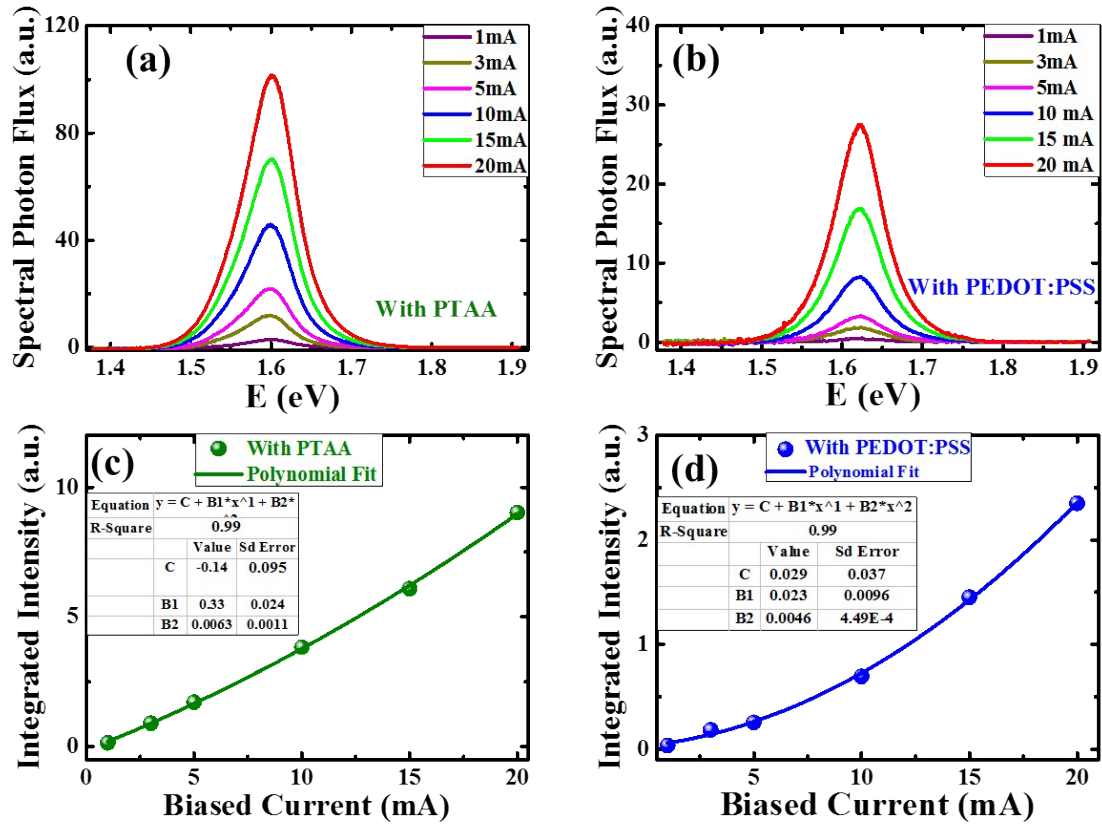 (a)
Spectral Photon Flux (a.u.)
120
80
40
0
1mA
3mA
5mA
10mA
15mA
20mA
With PTAA
1.4 1.5 1.6 1.7 1.8 1.9
E (eV)
(b)
Spectral Photon Flux (a.u.)
40
30
20
10
0
1mA
3mA
5mA
10 mA
15 mA
20 mA
With PEDOT:PSS
1.4 1.5 1.6 1.7 1.8 1.9
E (eV)
(c)
Integrated Intensity (a.u.)
10
5
0
With PTAA
Polynomial Fit
Equation y = C + B1*x^1 + B2*
R-Square 0.99
Value Sd Error
C -0.14 0.095
B1 0.33 0.024
B2 0.0063 0.0011
0 5 10 15 20
Biased Current (mA)
(d)
Integrated Intensity (a.u.)
3
2
1
0
With PEDOT:PSS
Polynomial Fit
Equation y = C + B1*x^1 + B2*x^2
R-Square 0.99
Value Sd Error
C 0.029 0.037
B1 0.023 0.0096
B2 0.0046 4.49E-4
5 10 15 20
Biased Current (mA)